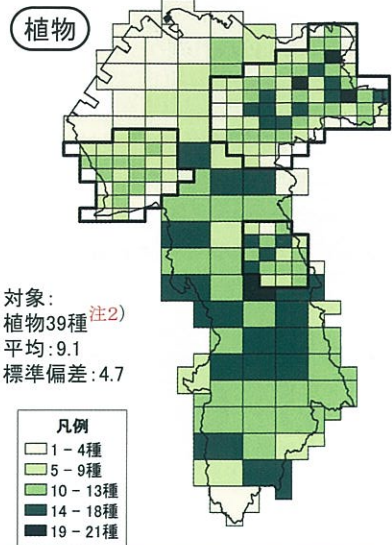 植物
対象:
植物39種注2)
平均:9.1
標準偏差:4.7
凡例
1 - 4種
5 - 9種
10 - 13種
14 - 18種
19 - 21種